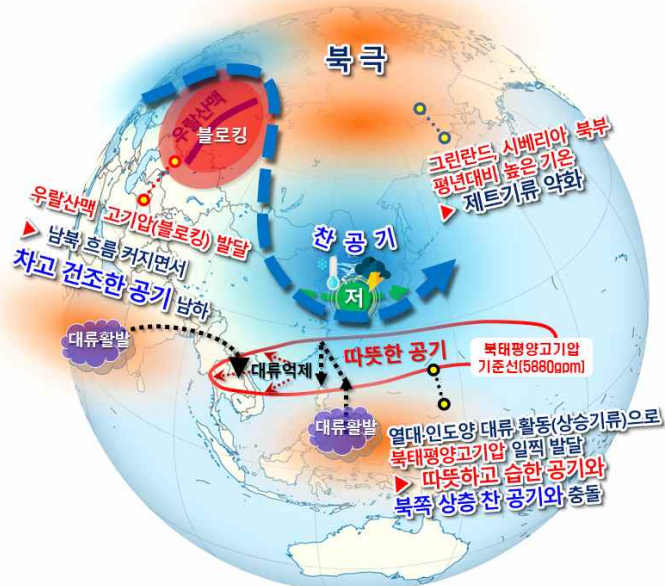 북극
우랄산맥
블로킹
그린란드, 시베리아 북부
평년대비 높은 기온
▶ 제트기류 약화
우랄산맥 고기압(블로킹) 발달
▶ 남북 흐름 커지면서
차고 건조한 공기 남하
찬 공기
저
대류활발
대류억제
따뜻한 공기
북태평양고기압
기준선(5880gpm)
대류활발
열대,인도양 대류 활동(상승기류)으로
북태평양고기압 일찍 발달
▶ 따뜻하고 습한 공기와
북쪽 상층 찬 공기와 충돌